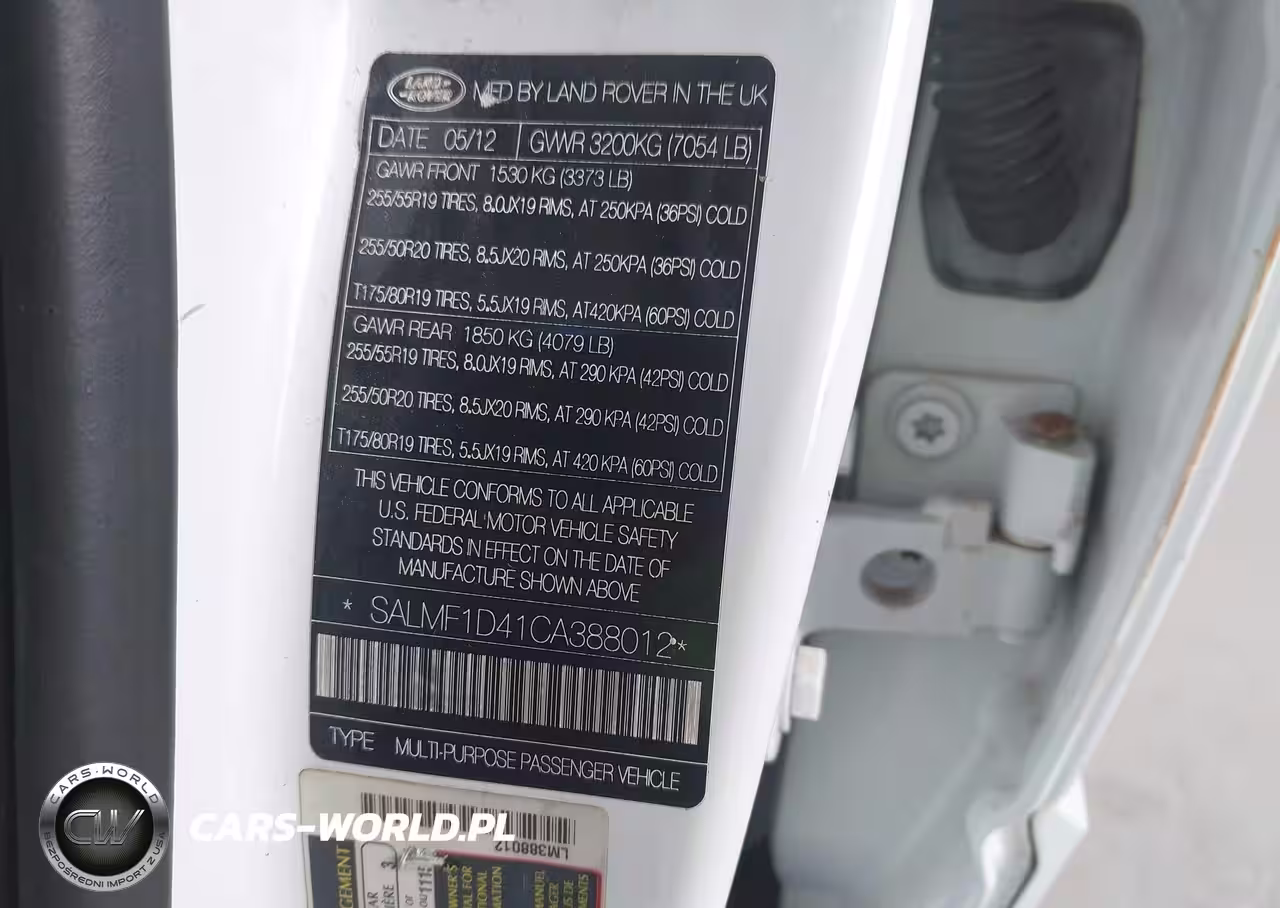 LAND-
-ROVER
MFD BY LAND ROVER IN THE UK
DATE 05/12 GWWR 3200KG (7054 LB)
GAWR FRONT 1530 KG (3373 LB)
255/55R19 TIRES, 8.0JX19 RIMS, AT 250KPA (36PSI) COLD
255/50R20 TIRES, 8.5JX20 RIMS, AT 250KPA (36PSI) COLD
T175/80R19 TIRES, 5.5JX19 RIMS, AT420KPA (60PSI) COLD
GAWR REAR 1850 KG (4079 LB)
255/55R19 TIRES, 8.0JX19 RIMS, AT 290 KPA (42PSI) COLD
255/50R20 TIRES, 8.5JX20 RIMS, AT 290 KPA (42PSI) COLD
T175/80R19 TIRES, 5.5JX19 RIMS, AT 420 KPA (60PSI) COLD
THIS VEHICLE CONFORMS TO ALL APPLICABLE
U.S. FEDERAL MOTOR VEHICLE SAFETY
STANDARDS IN EFFECT ON THE DATE OF
MANUFACTURE SHOWN ABOVE
* SALMF1D41CA388012*
TYPE MULTI-PURPOSE PASSENGER VEHICLE
LM388012
CARS-WORLD
CW
BEZPOŚREDNI IMPORT Z USA
CARS-WORLD.PL